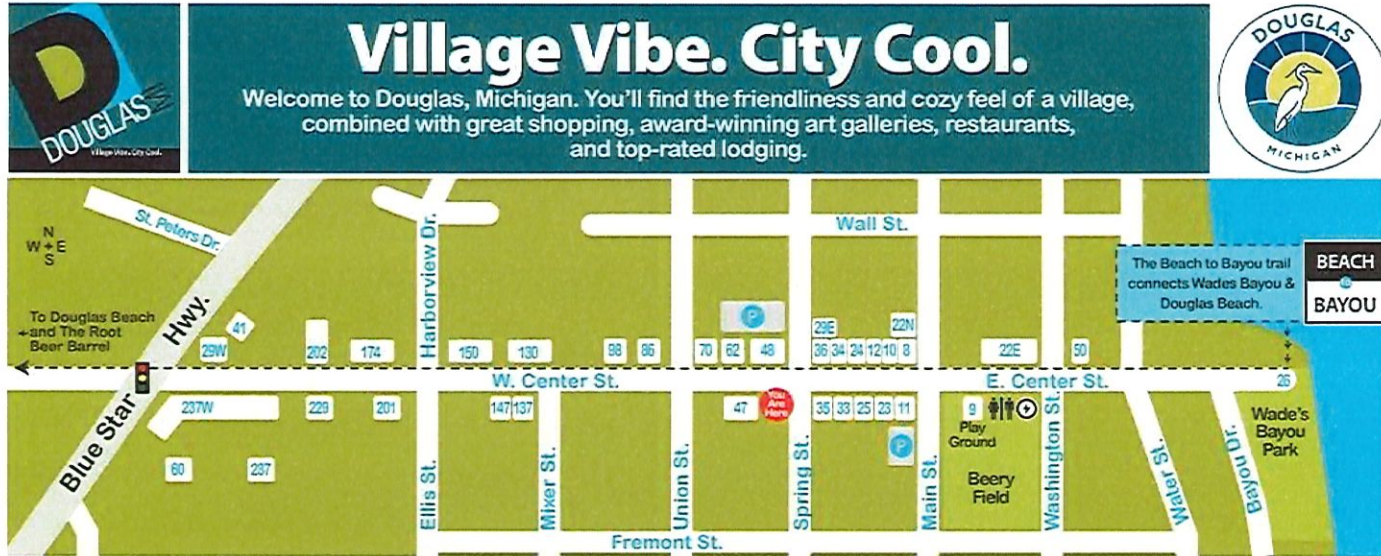 DOUGLAS MI
Village Vibe. City Cool.
Village Vibe. City Cool.
Welcome to Douglas, Michigan. You'll find the friendliness and cozy feel of a village,
combined with great shopping, award-winning art galleries, restaurants,
and top-rated lodging.
DOUGLAS
MICHIGAN
St. Peters Dr.
N
W + E
S
Harborview Dr.
Wall St.
The Beach to Bayou trail
connects Wades Bayou &
Douglas Beach.
BEACH
BAYOU
To Douglas Beach
and The Root
Beer Barrel
Blue Star Hwy.
41
29W
202
174
150
130
98
86
70
62
48
P
29E
22N
36 34 24 12 10 8
22E
50
W. Center St.
E. Center St.
26
237W
229
201
147 137
47
You
Are
Here
35 33 25 23 11
P
9
Play
Ground
Beery
Field
Wade's
Bayou
Park
60
237
Ellis St.
Mixer St.
Union St.
Spring St.
Main St.
Washington St.
Water St.
Bayou Dr.
Fremont St.